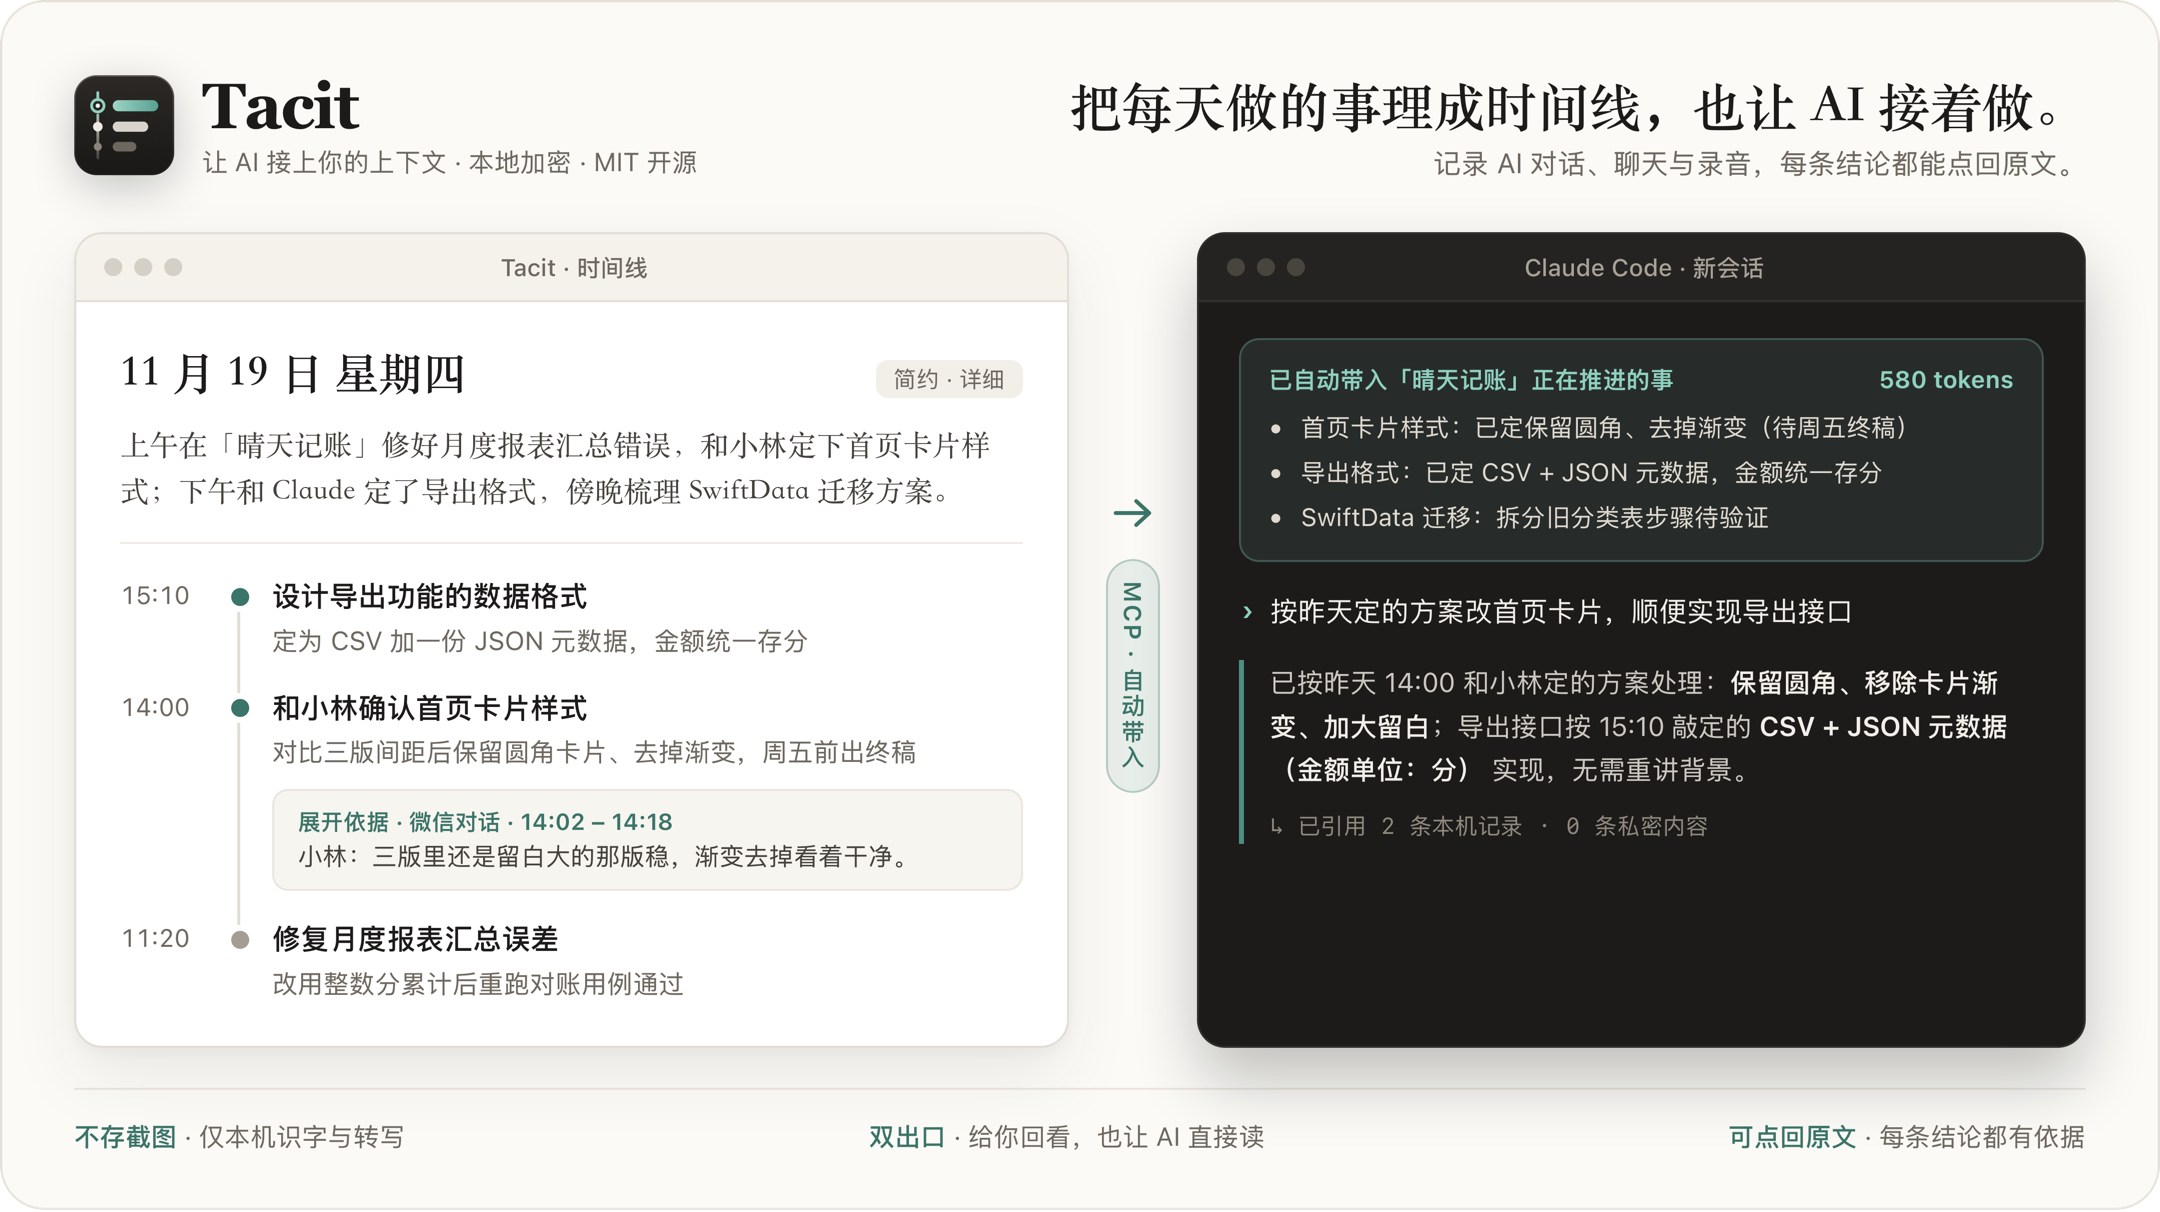 Tacit
让 AI 接上你的上下文 · 本地加密 · MIT 开源
把每天做的事理成时间线，也让 AI 接着做。
记录 AI 对话、聊天与录音，每条结论都能点回原文。
Tacit · 时间线
11 月 19 日 星期四
简约 · 详细
上午在「晴天记账」修好月度报表汇总错误，和小林定下首页卡片样
式；下午和 Claude 定了导出格式，傍晚梳理 SwiftData 迁移方案。
15:10
设计导出功能的数据格式
定为 CSV 加一份 JSON 元数据，金额统一存分
14:00
和小林确认首页卡片样式
对比三版间距后保留圆角卡片、去掉渐变，周五前出终稿
展开依据 · 微信对话 · 14:02 – 14:18
小林：三版里还是留白大的那版稳，渐变去掉看着干净。
11:20
修复月度报表汇总误差
改用整数分累计后重跑对账用例通过
MCP · 自动带入
Claude Code · 新会话
已自动带入「晴天记账」正在推进的事
580 tokens
• 首页卡片样式：已定保留圆角、去掉渐变（待周五终稿）
• 导出格式：已定 CSV + JSON 元数据，金额统一存分
• SwiftData 迁移：拆分旧分类表步骤待验证
› 按昨天定的方案改首页卡片，顺便实现导出接口
已按昨天 14:00 和小林定的方案处理：保留圆角、移除卡片渐
变、加大留白；导出接口按 15:10 敲定的 CSV + JSON 元数据
（金额单位：分） 实现，无需重讲背景。
↳ 已引用 2 条本机记录 · 0 条私密内容
不存截图 · 仅本机识字与转写
双出口 · 给你回看，也让 AI 直接读
可点回原文 · 每条结论都有依据